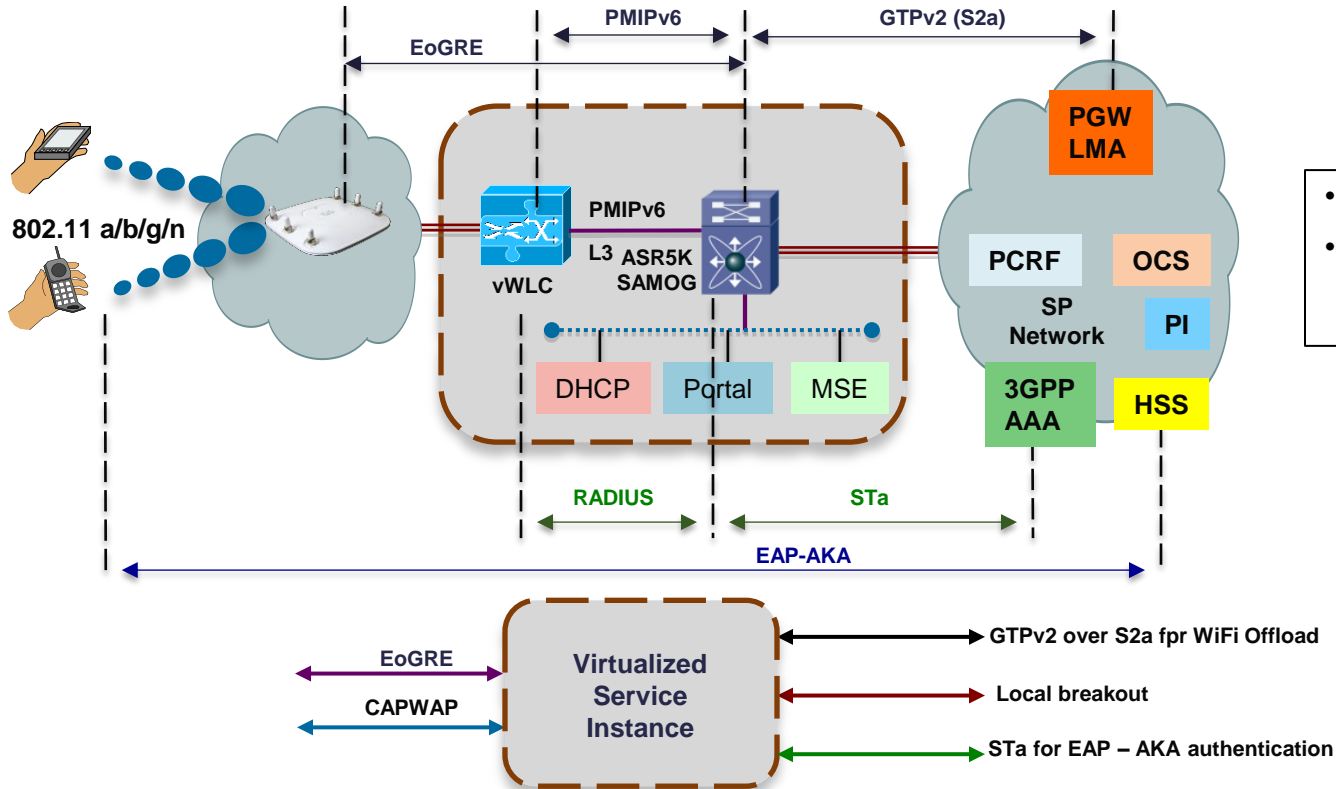 PMIPv6
GTPv2 (S2a)
EoGRE
PGW
LMA
802.11 a/b/g/n
PMIPv6
L3
ASR5K
SAMOG
vWLC
PCRF
OCS
SP
Network
PI
DHCP
Portal
MSE
3GPP
AAA
HSS
RADIUS
STa
EAP-AKA
EoGRE
CAPWAP
Virtualized
Service
Instance
GTPv2 over S2a fpr WiFi Offload
Local breakout
STa for EAP – AKA authentication